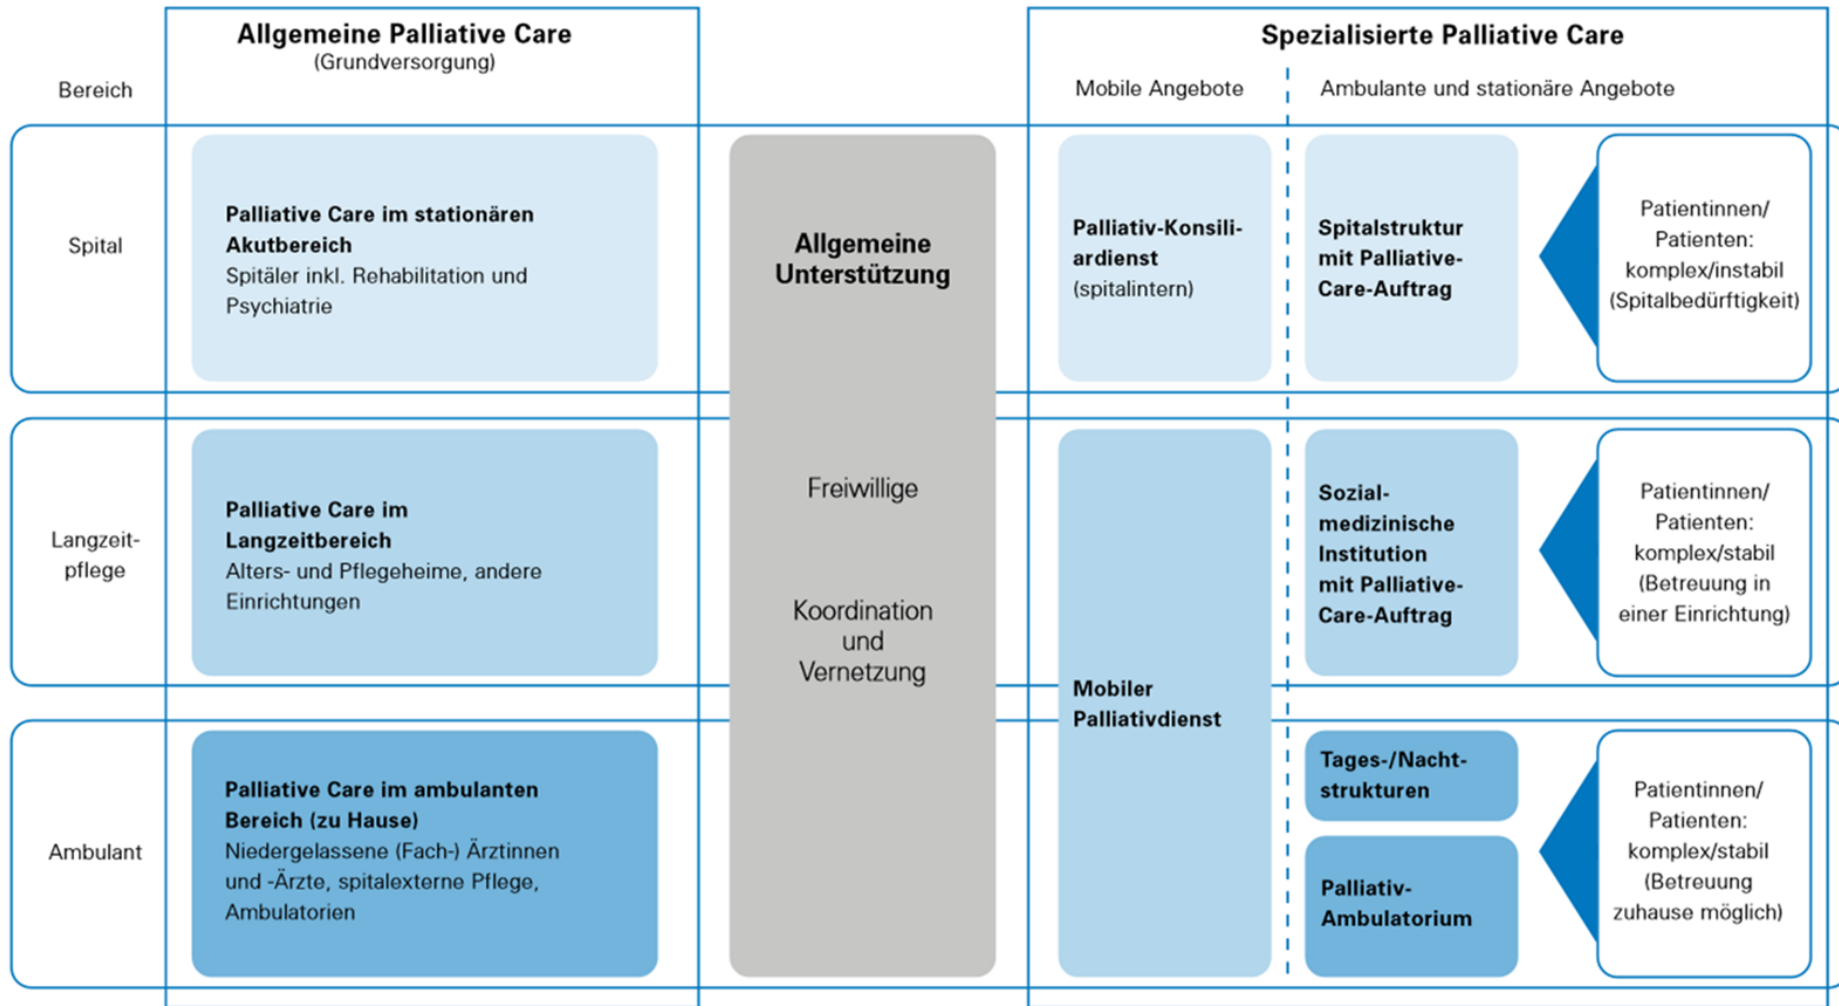 Allgemeine Palliative Care
(Grundversorgung)
Spezialisierte Palliative Care
Bereich
Mobile Angebote
Ambulante und stationäre Angebote
Spital
Palliative Care im stationären
Akutbereich
Spitäler inkl. Rehabilitation und
Psychiatrie
Allgemeine
Unterstützung
Freiwillige
Koordination
und
Vernetzung
Palliativ-Konsili-
ardienst
(spitalintern)
Spitalstruktur
mit Palliative-
Care-Auftrag
Patientinnen/
Patienten:
komplex/instabil
(Spitalbedürftigkeit)
Langzeit-
pflege
Palliative Care im
Langzeitbereich
Alters- und Pflegeheime, andere
Einrichtungen
Mobiler
Palliativdienst
Sozial-
medizinische
Institution
mit Palliative-
Care-Auftrag
Patientinnen/
Patienten:
komplex/stabil
(Betreuung in
einer Einrichtung)
Ambulant
Palliative Care im ambulanten
Bereich (zu Hause)
Niedergelassene (Fach-) Ärztinnen
und -Ärzte, spitalexterne Pflege,
Ambulatorien
Tages-/Nacht-
strukturen
Palliativ-
Ambulatorium
Patientinnen/
Patienten:
komplex/stabil
(Betreuung
zuhause möglich)